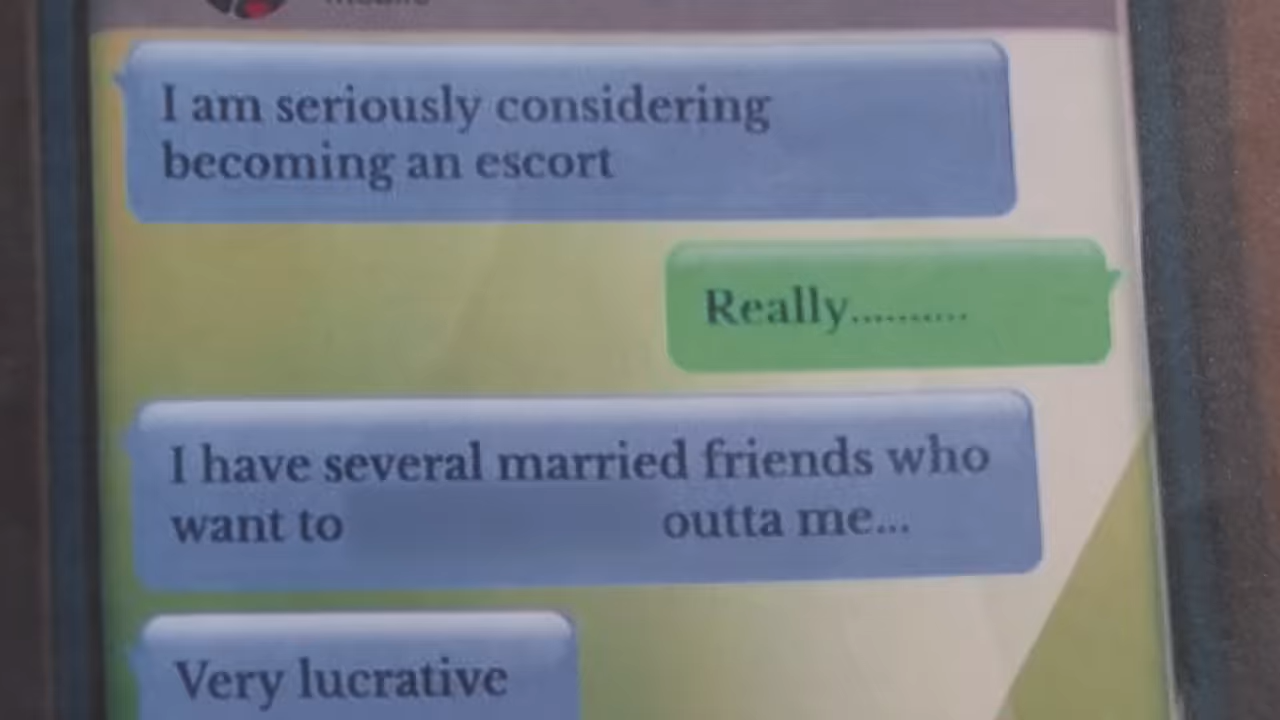 I am seriously considering
becoming an escort
Really..........
I have several married friends who
want to outta me...
Very lucrative